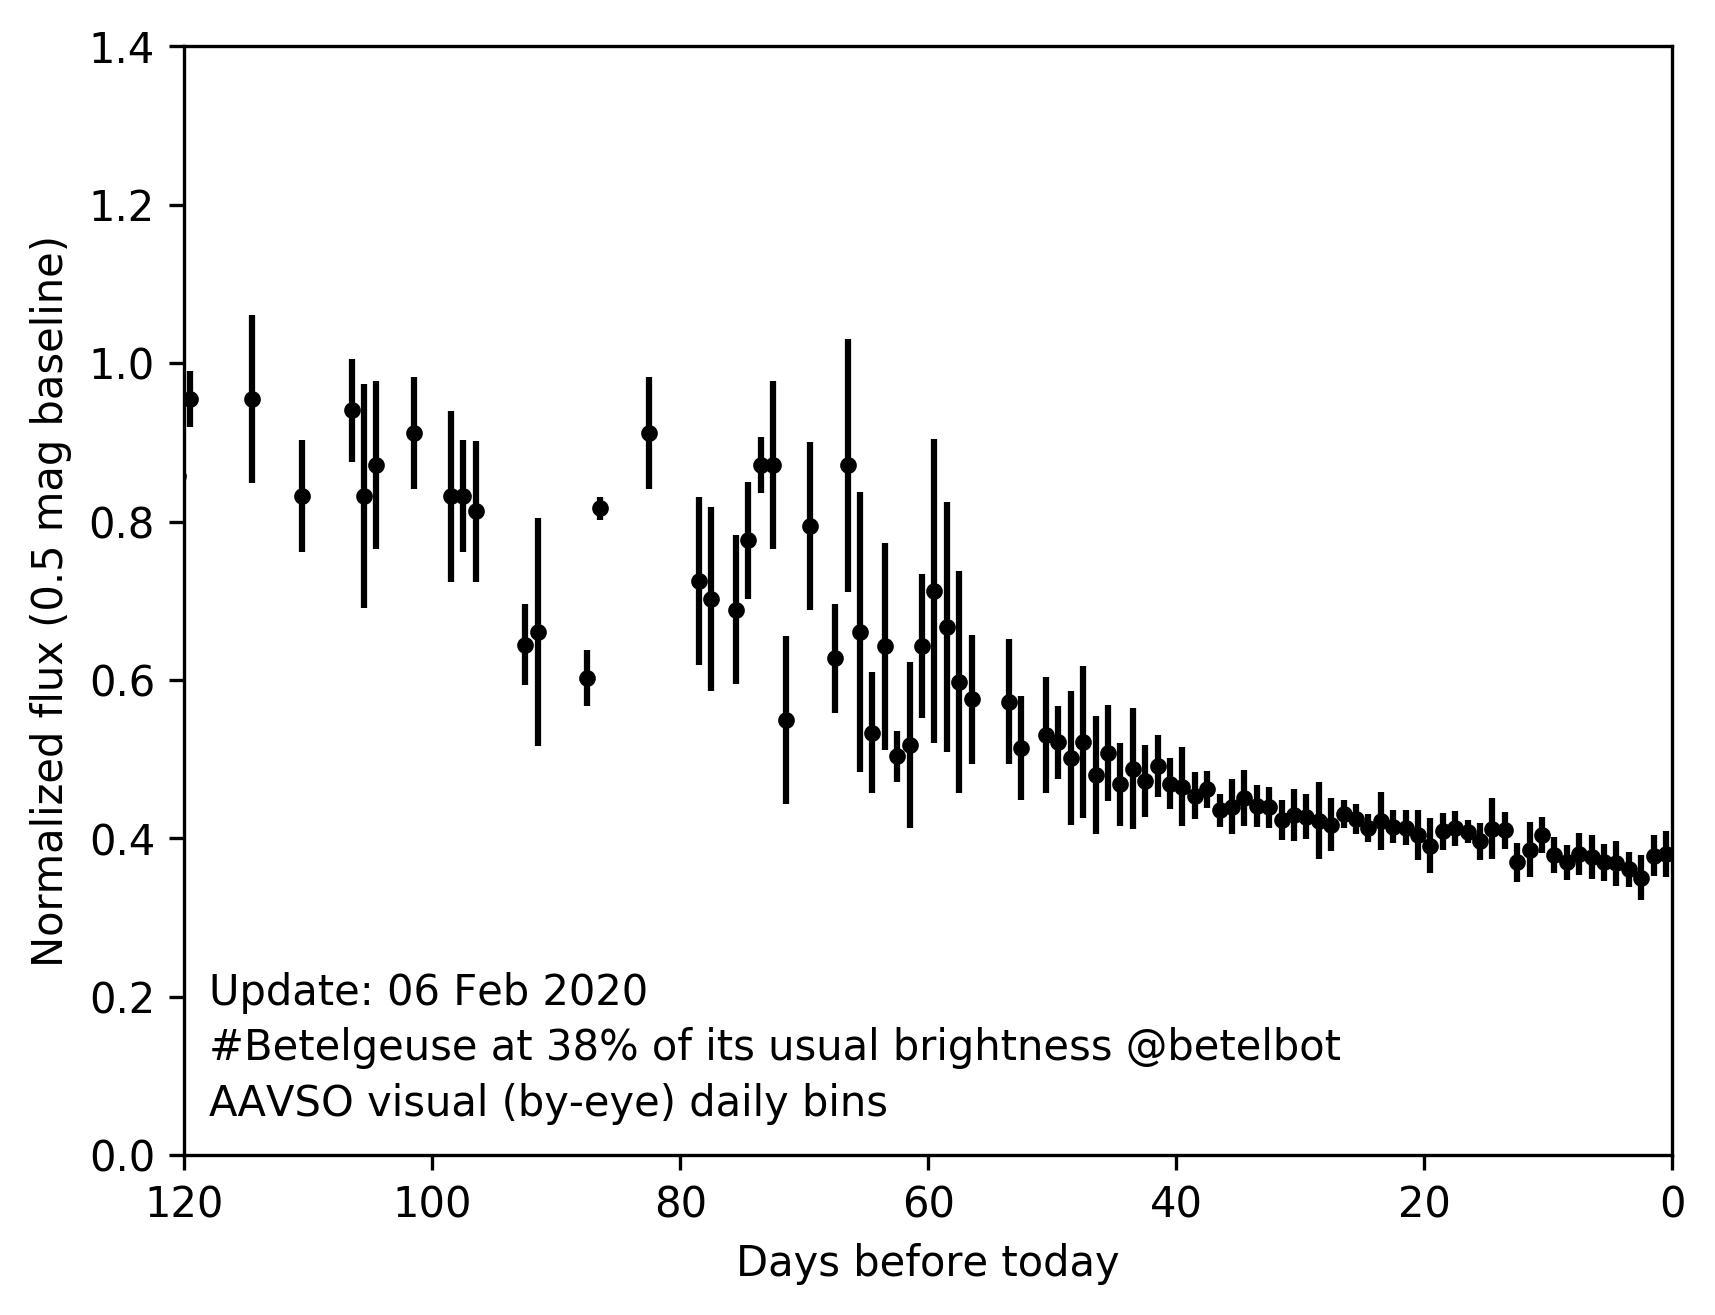 1.4
1.2
1.0
0.8
0.6
0.4
0.2
0.0
Normalized flux (0.5 mag baseline)
Update: 06 Feb 2020
#Betelgeuse at 38% of its usual brightness @betelbot
AAVSO visual (by-eye) daily bins
120 100 80 60 40 20 0
Days before today